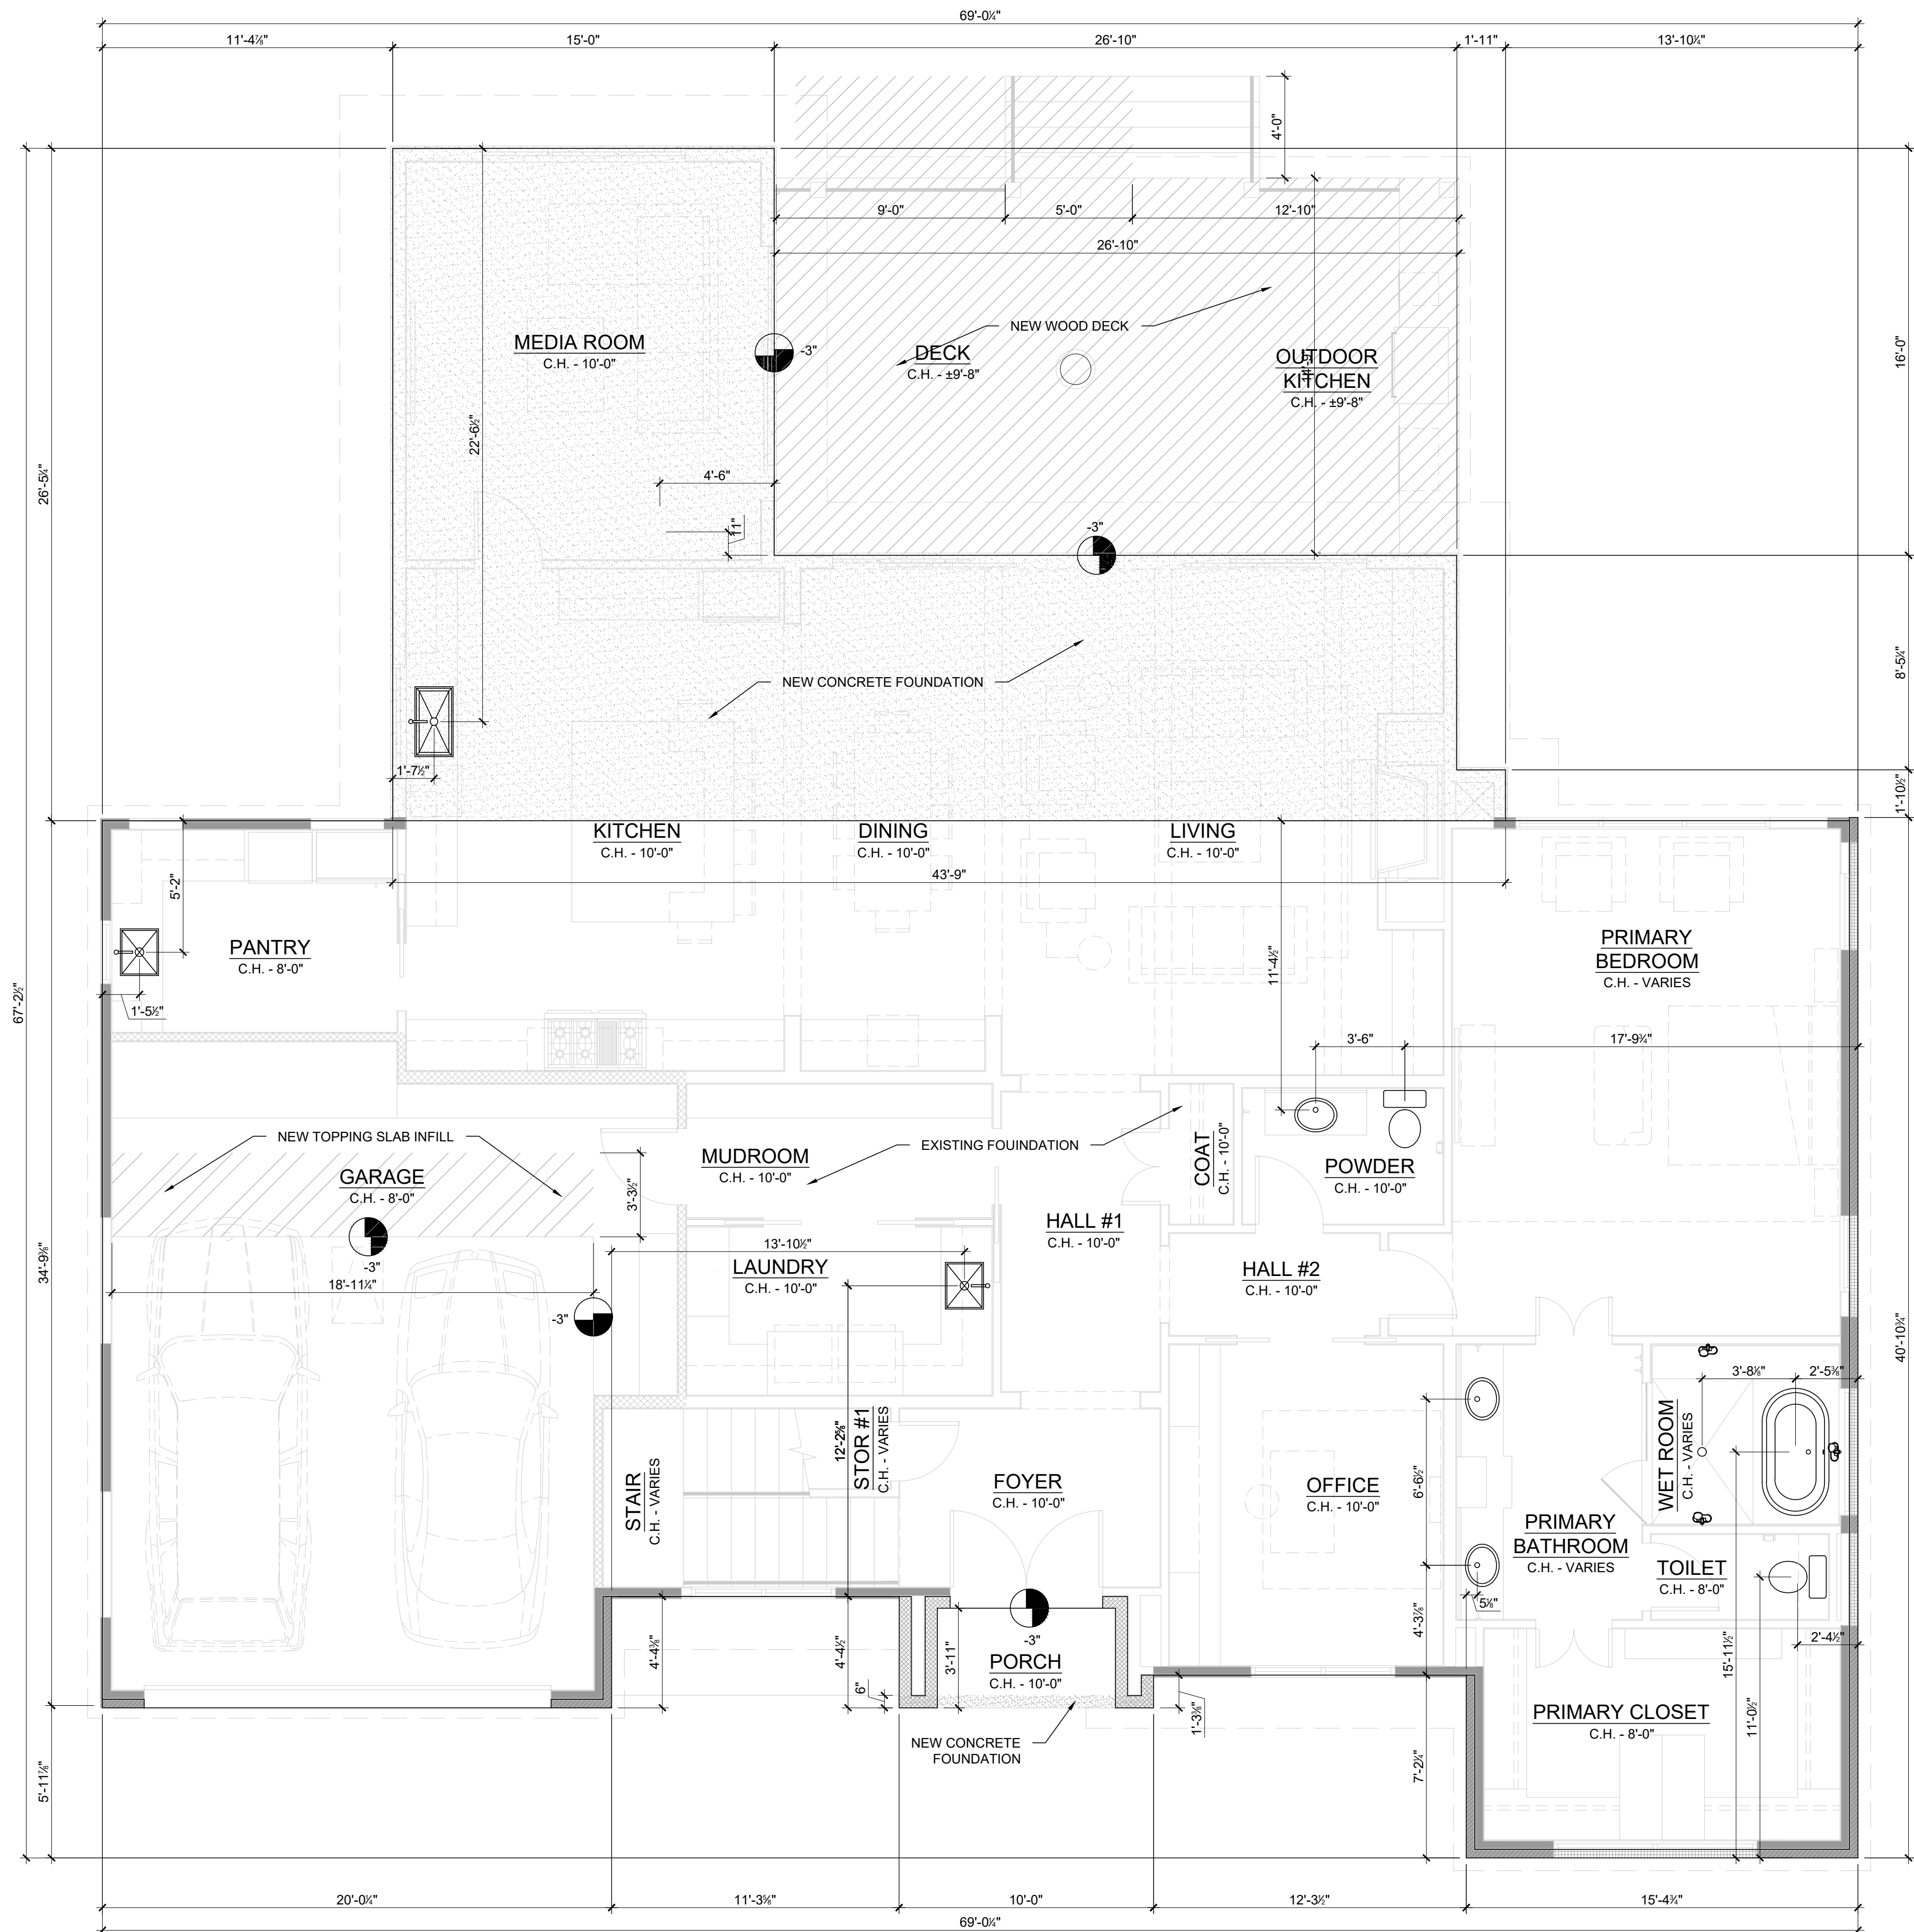 69'-0¼"
11'-4⅞"
15'-0"
26'-10"
1'-11"
13'-10¼"
4'-0"
9'-0"
5'-0"
12'-10"
26'-10"
NEW WOOD DECK
MEDIA ROOM
C.H. - 10'-0"
-3"
DECK
C.H. - ±9'-8"
OUTDOOR
KITCHEN
C.H. - ±9'-8"
16'-0"
22'-6½"
26'-5¼"
4'-6"
11"
-3"
NEW CONCRETE FOUNDATION
8'-5¼"
1'-7½"
1'-10½"
KITCHEN
C.H. - 10'-0"
DINING
C.H. - 10'-0"
LIVING
C.H. - 10'-0"
43'-9"
5'-2"
PANTRY
C.H. - 8'-0"
1'-5½"
11'-4½"
PRIMARY
BEDROOM
C.H. - VARIES
67'-2½"
3'-6"
17'-9¾"
NEW TOPPING SLAB INFILL
EXISTING FOUINDATION
GARAGE
C.H. - 8'-0"
MUDROOM
C.H. - 10'-0"
COAT
C.H. - 10'-0"
POWDER
C.H. - 10'-0"
3'-3½"
HALL #1
C.H. - 10'-0"
-3"
18'-11¼"
13'-10½"
LAUNDRY
C.H. - 10'-0"
HALL #2
C.H. - 10'-0"
-3"
34'-9⅜"
40'-10¾"
3'-8⅛"
2'-5⅜"
STAIR
C.H. - VARIES
12'-2⅝"
STOR #1
C.H. - VARIES
FOYER
C.H. - 10'-0"
OFFICE
C.H. - 10'-0"
6'-6½"
WET ROOM
C.H. - VARIES
PRIMARY
BATHROOM
C.H. - VARIES
TOILET
C.H. - 8'-0"
5⅛"
4'-4⅜"
4'-4½"
3'-11"
-3"
PORCH
C.H. - 10'-0"
6"
4'-3⅞"
2'-4½"
15'-11½"
1'-3⅜"
11'-0½"
PRIMARY CLOSET
C.H. - 8'-0"
NEW CONCRETE
FOUNDATION
5'-11⅞"
7'-2¼"
20'-0¼"
11'-3⅝"
10'-0"
12'-3½"
15'-4¾"
69'-0¼"